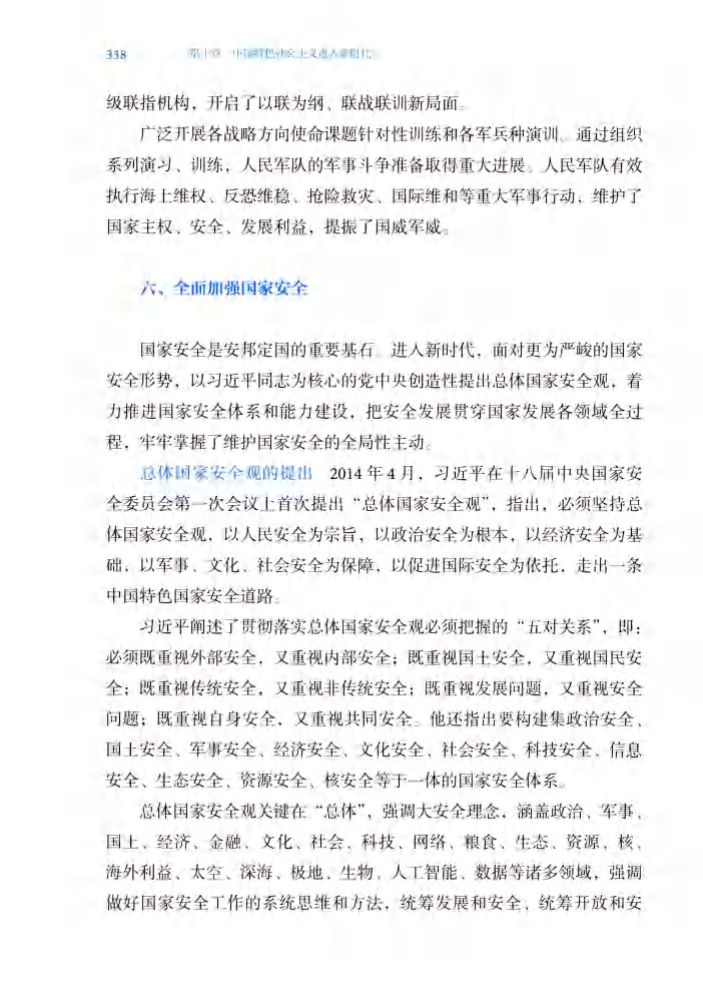 338 第十章 中国特色社会主义进入新时代
级联指机构，开启了以联为纲、联战联训新局面。
广泛开展各战略方向使命课题针对性训练和各军兵种演训。通过组织
系列演习、训练，人民军队的军事斗争准备取得重大进展。人民军队有效
执行海上维权、反恐维稳、抢险救灾、国际维和等重大军事行动，维护了
国家主权、安全、发展利益，提振了国威军威。
六、全面加强国家安全
国家安全是安邦定国的重要基石。进入新时代，面对更为严峻的国家
安全形势，以习近平同志为核心的党中央创造性提出总体国家安全观，着
力推进国家安全体系和能力建设，把安全发展贯穿国家发展各领域全过
程，牢牢掌握了维护国家安全的全局性主动。
总体国家安全观的提出 2014 年 4 月，习近平在十八届中央国家安
全委员会第一次会议上首次提出“总体国家安全观”，指出，必须坚持总
体国家安全观，以人民安全为宗旨，以政治安全为根本，以经济安全为基
础，以军事、文化、社会安全为保障，以促进国际安全为依托，走出一条
中国特色国家安全道路。
习近平阐述了贯彻落实总体国家安全观必须把握的“五对关系”，即：
必须既重视外部安全，又重视内部安全；既重视国土安全，又重视国民安
全；既重视传统安全，又重视非传统安全；既重视发展问题，又重视安全
问题；既重视自身安全，又重视共同安全。他还指出要构建集政治安全、
国土安全、军事安全、经济安全、文化安全、社会安全、科技安全、信息
安全、生态安全、资源安全、核安全等于一体的国家安全体系。
总体国家安全观关键在“总体”，强调大安全理念，涵盖政治、军事、
国土、经济、金融、文化、社会、科技、网络、粮食、生态、资源、核、
海外利益、太空、深海、极地、生物、人工智能、数据等诸多领域，强调
做好国家安全工作的系统思维和方法，统筹发展和安全、统筹开放和安